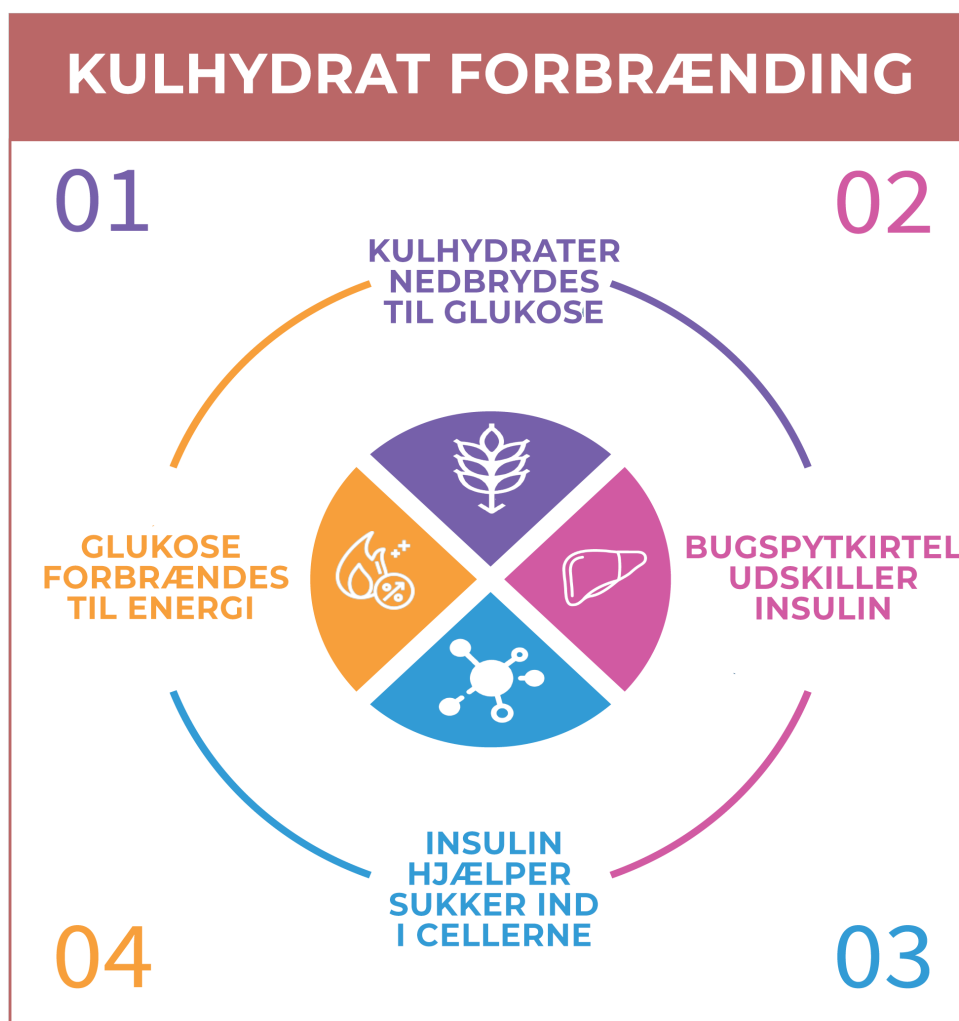 KULHYDRAT FORBRÆNDING
01
02
KULHYDRATER
NEDBRYDES
TIL GLUKOSE
BUGSPYTKIRTEL
UDSKILLER
INSULIN
GLUKOSE
FORBRÆNDES
TIL ENERGI
INSULIN
HJÆLPER
SUKKER IND
I CELLERNE
04
03